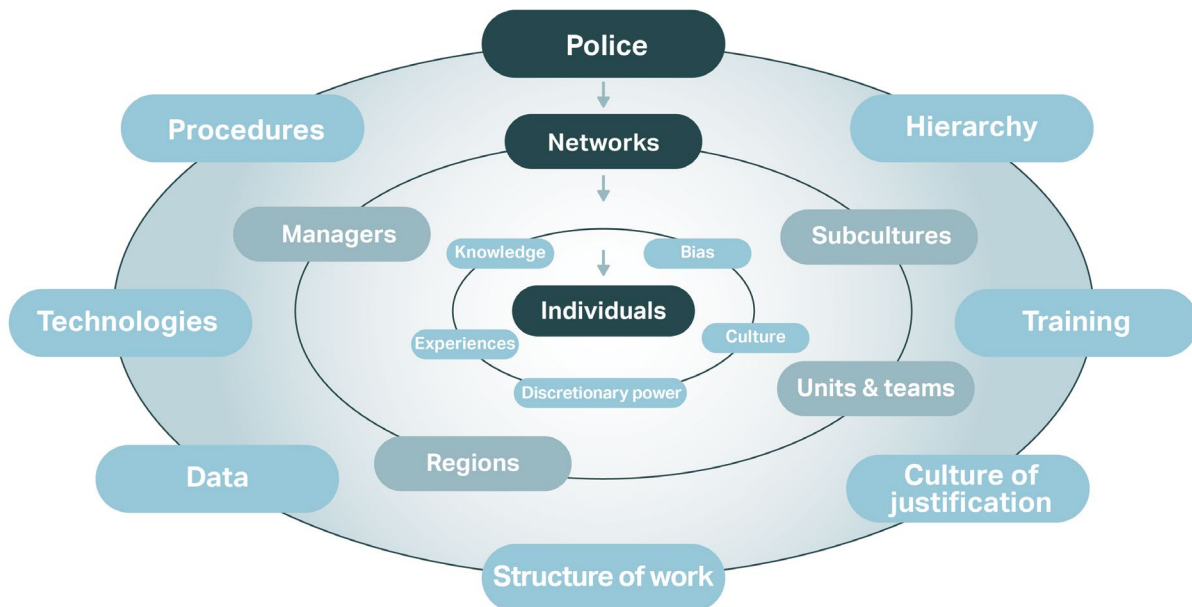 Police
Procedures
Hierarchy
Networks
Managers
Subcultures
Knowledge
Bias
Individuals
Technologies
Training
Experiences
Culture
Discretionary power
Units & teams
Regions
Data
Culture of
justification
Structure of work